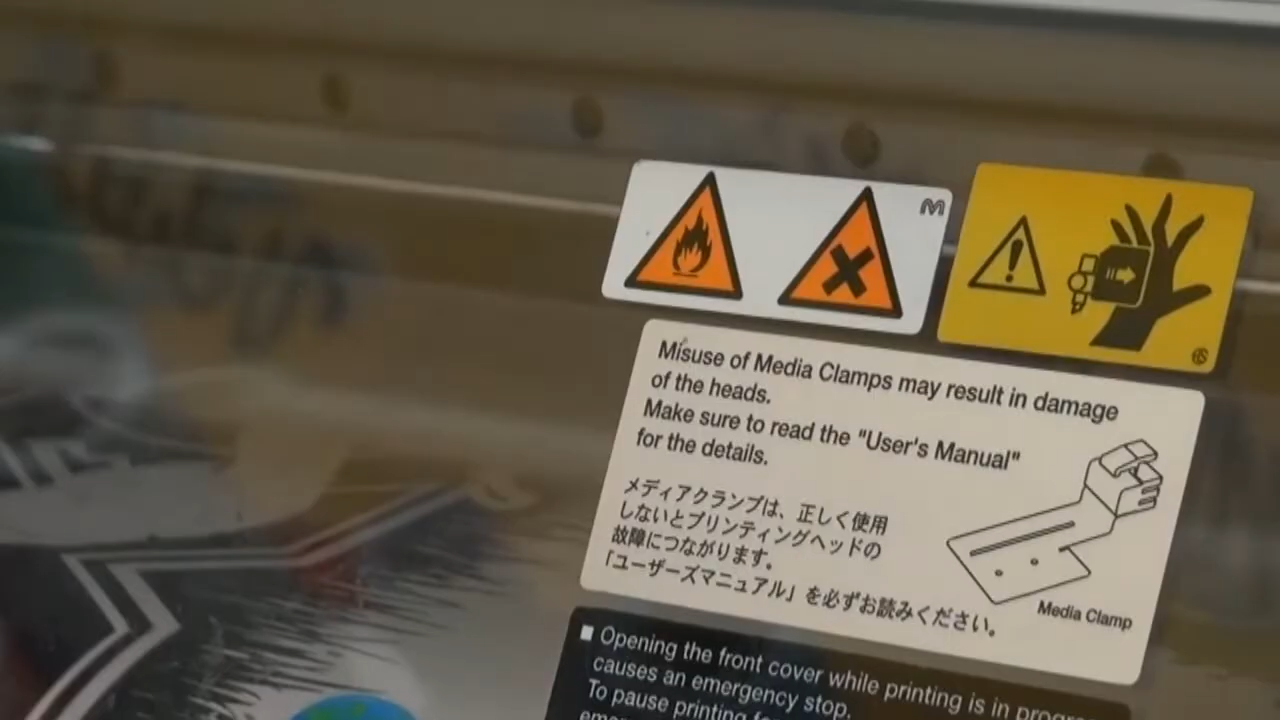 Misuse of Media Clamps may result in damage
of the heads.
Make sure to read the "User's Manual"
for the details.
メディアクランプは、正しく使用
しないとプリンティングヘッドの
故障につながります。
「ユーザーズマニュアル」を必ずお読みください。
Media Clamp
■ Opening the front cover while printing is in
causes an emergency stop.
To pause printing